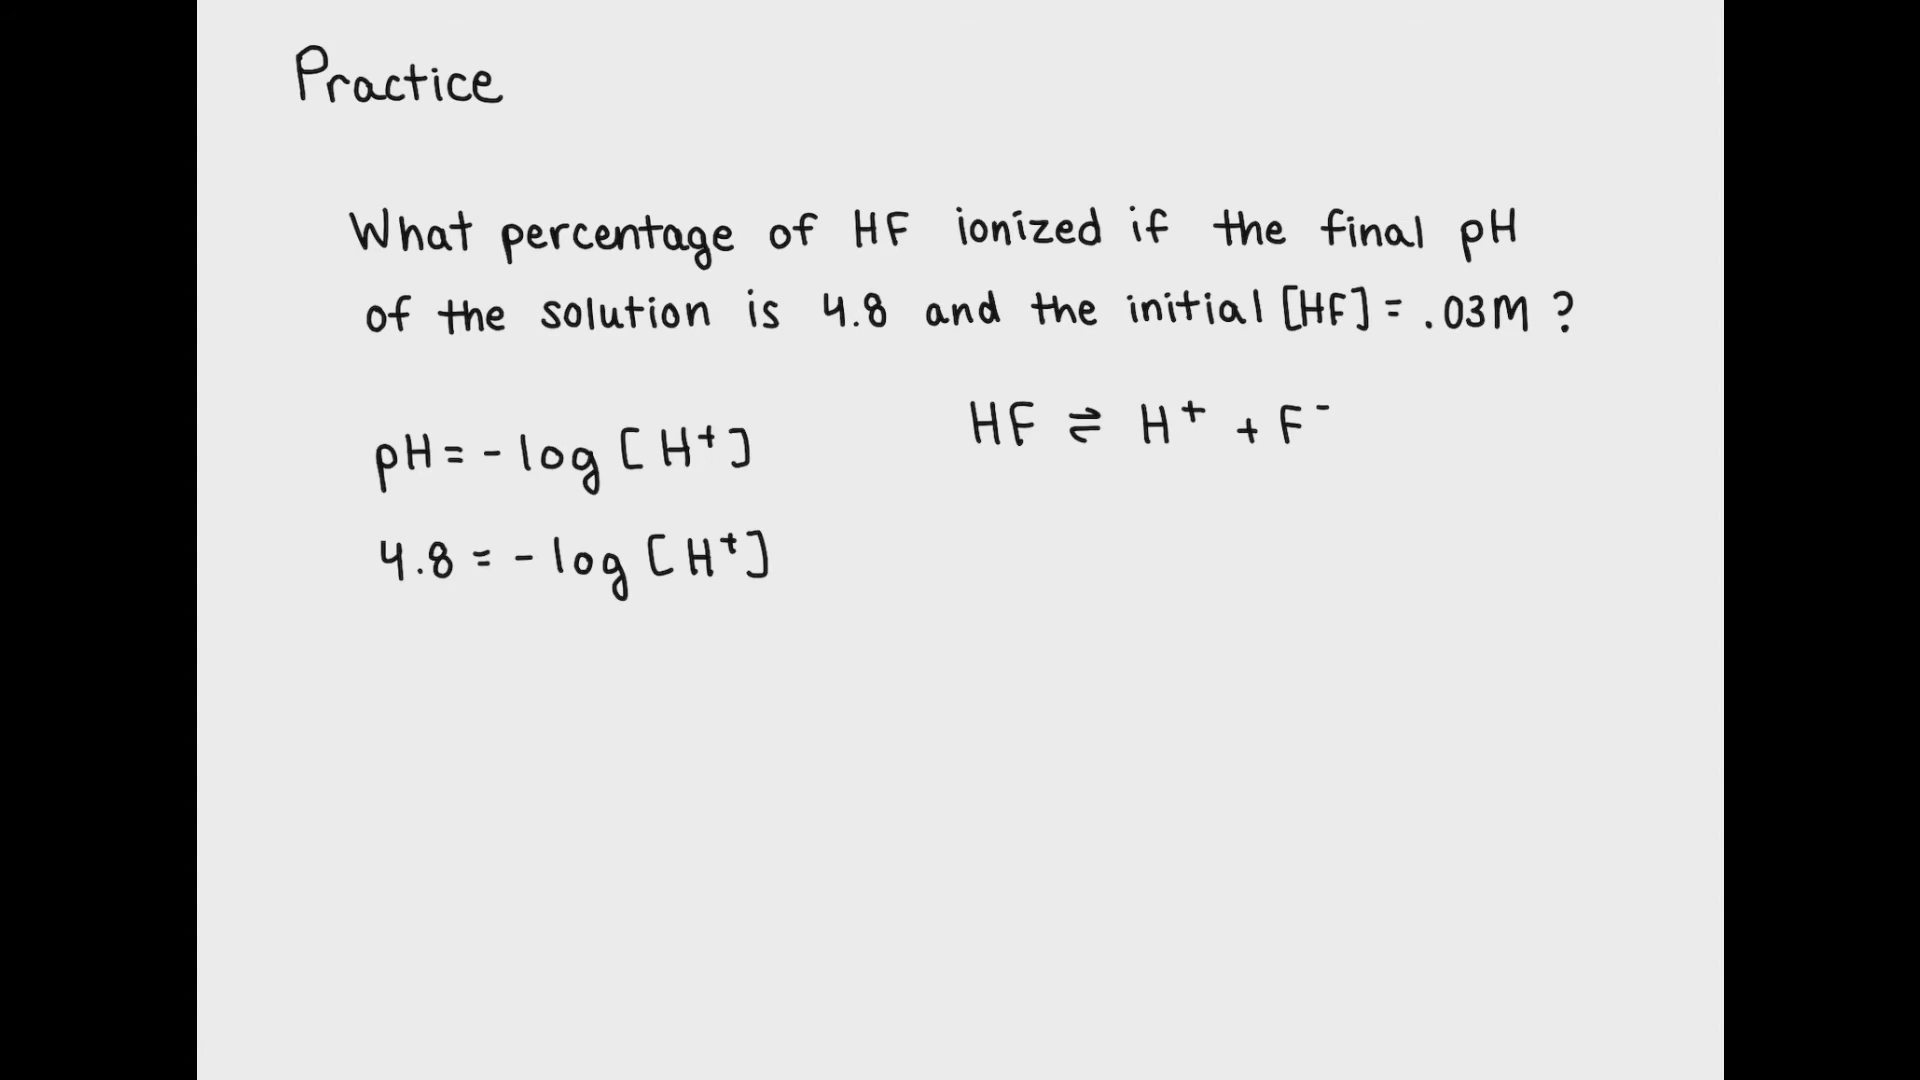 Practice
What percentage of HF ionized if the final pH
of the solution is 4.8 and the initial [HF] = .03M ?
HF ⇌ H⁺ + F⁻
pH = - log [H⁺]
4.8 = - log [H⁺]